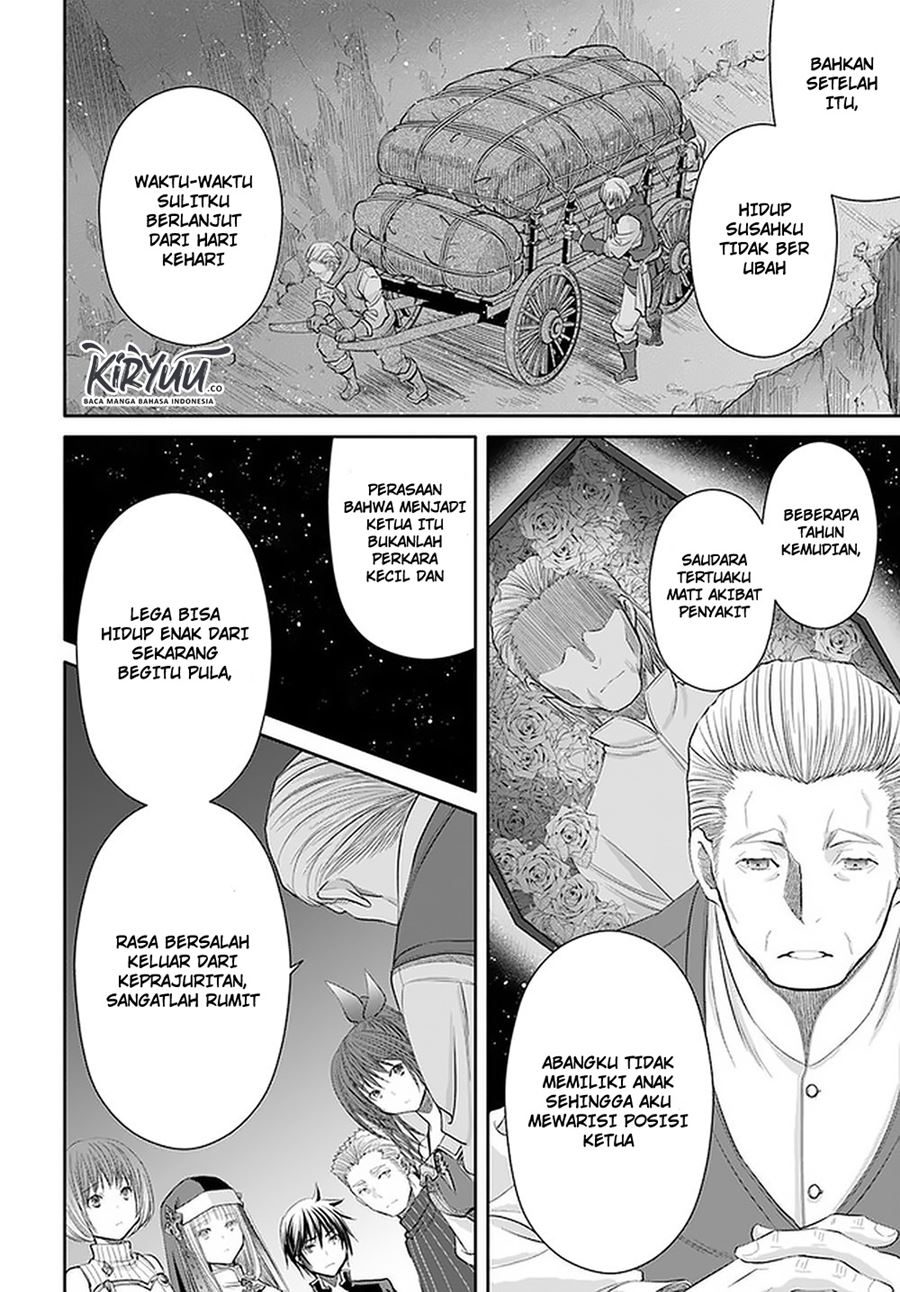 BAHKAN
SETELAH
ITU,
HIDUP
SUSAHKU
TIDAK BER
UBAH
WAKTU-WAKTU
SULITKU
BERLANJUT
DARI HARI
KEHARI
KIRYUU.CO
BACA MANGA BAHASA INDONESIA
BEBERAPA
TAHUN
KEMUDIAN,
SAUDARA
TERTUAKU
MATI AKIBAT
PENYAKIT
ABANGKU TIDAK
MEMILIKI ANAK
SEHINGGA AKU
MEWARISI POSISI
KETUA
PERASAAN
BAHWA MENJADI
KETUA ITU
BUKANLAH
PERKARA
KECIL DAN
LEGA BISA
HIDUP ENAK DARI
SEKARANG
BEGITU PULA,
RASA BERSALAH
KELUAR DARI
KEPRAJURITAN,
SANGATLAH RUMIT